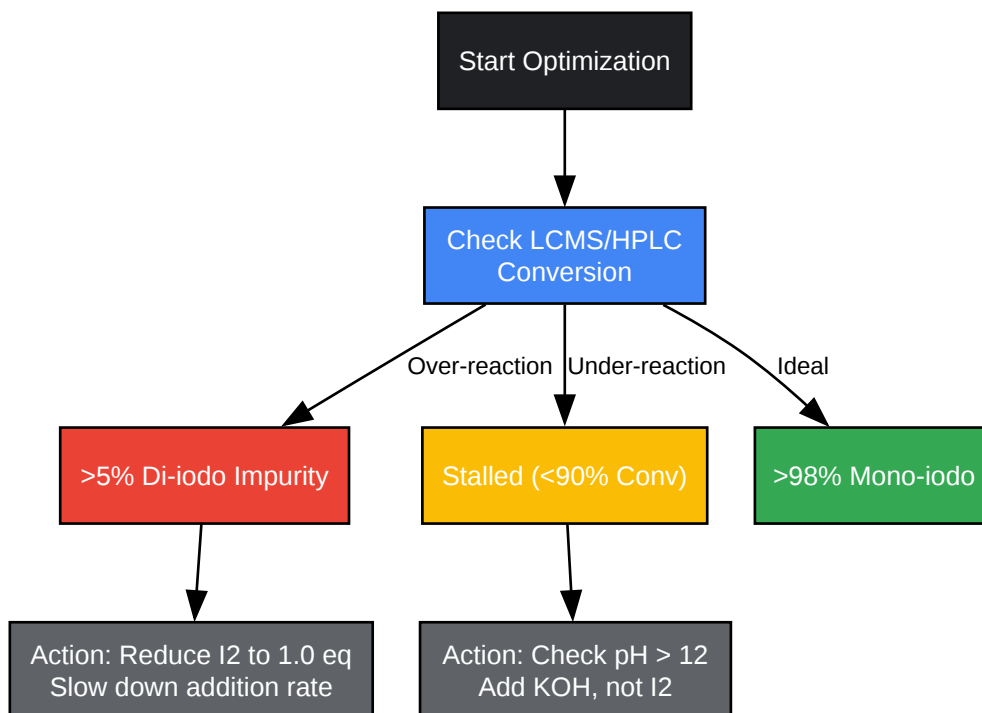 Start Optimization
Check LCMS/HPLC
Conversion
Over-reaction
Under-reaction
Ideal
>5% Di-iodo Impurity
Stalled (<90% Conv)
>98% Mono-iodo
Action: Reduce I2 to 1.0 eq
Slow down addition rate
Action: Check pH > 12
Add KOH, not I2